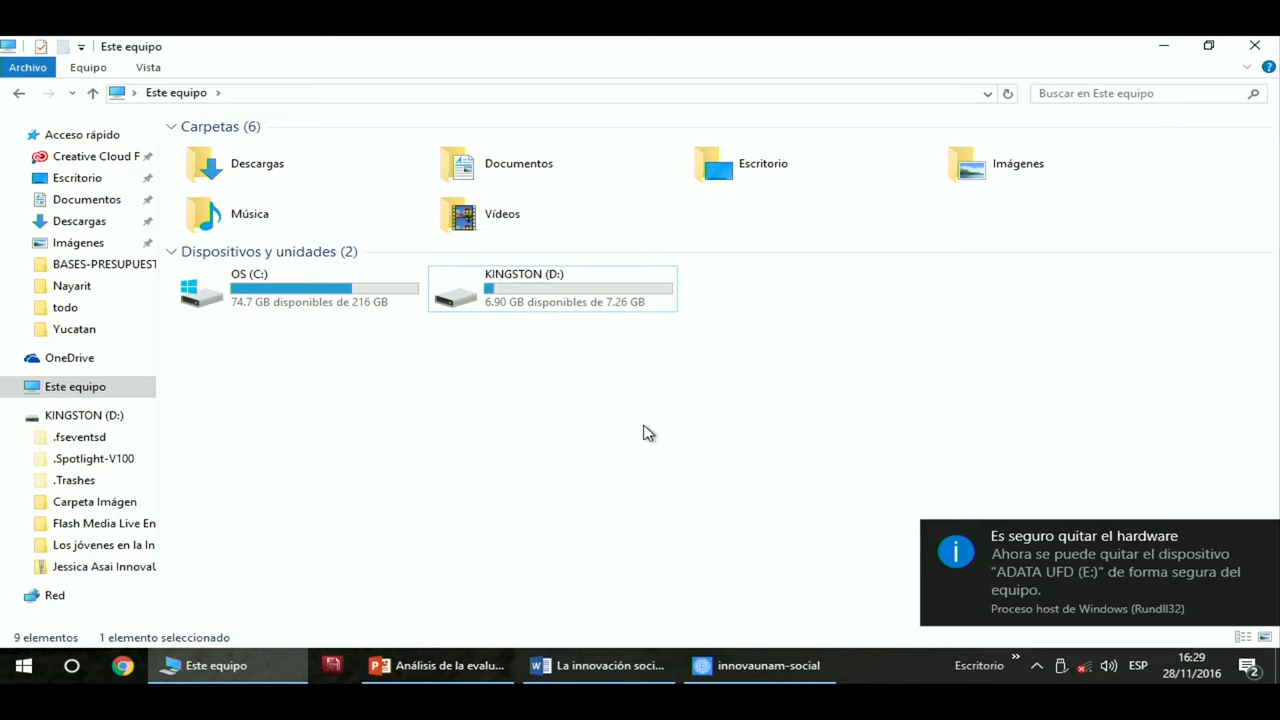 Este equipo
Archivo
Equipo
Vista
Este equipo
Buscar en Este equipo
Acceso rápido
Creative Cloud F
Escritorio
Documentos
Descargas
Imágenes
BASES-PRESUPUEST
Nayarit
todo
Yucatan
OneDrive
Este equipo
KINGSTON (D:)
.fseventsd
.Spotlight-V100
.Trashes
Carpeta Imágen
Flash Media Live En
Los jóvenes en la In
Jessica Asai Innova
Red
Carpetas (6)
Descargas
Documentos
Escritorio
Imágenes
Música
Vídeos
Dispositivos y unidades (2)
OS (C:)
74.7 GB disponibles de 216 GB
KINGSTON (D:)
6.90 GB disponibles de 7.26 GB
Es seguro quitar el hardware
Ahora se puede quitar el dispositivo
"ADATA UFD (E:)" de forma segura del
equipo.
Proceso host de Windows (Rundll32)
9 elementos
1 elemento seleccionado
Este equipo
Análisis de la evalu...
La innovación soci...
innovaunam-social
Escritorio
ESP
16:29
28/11/2016
2